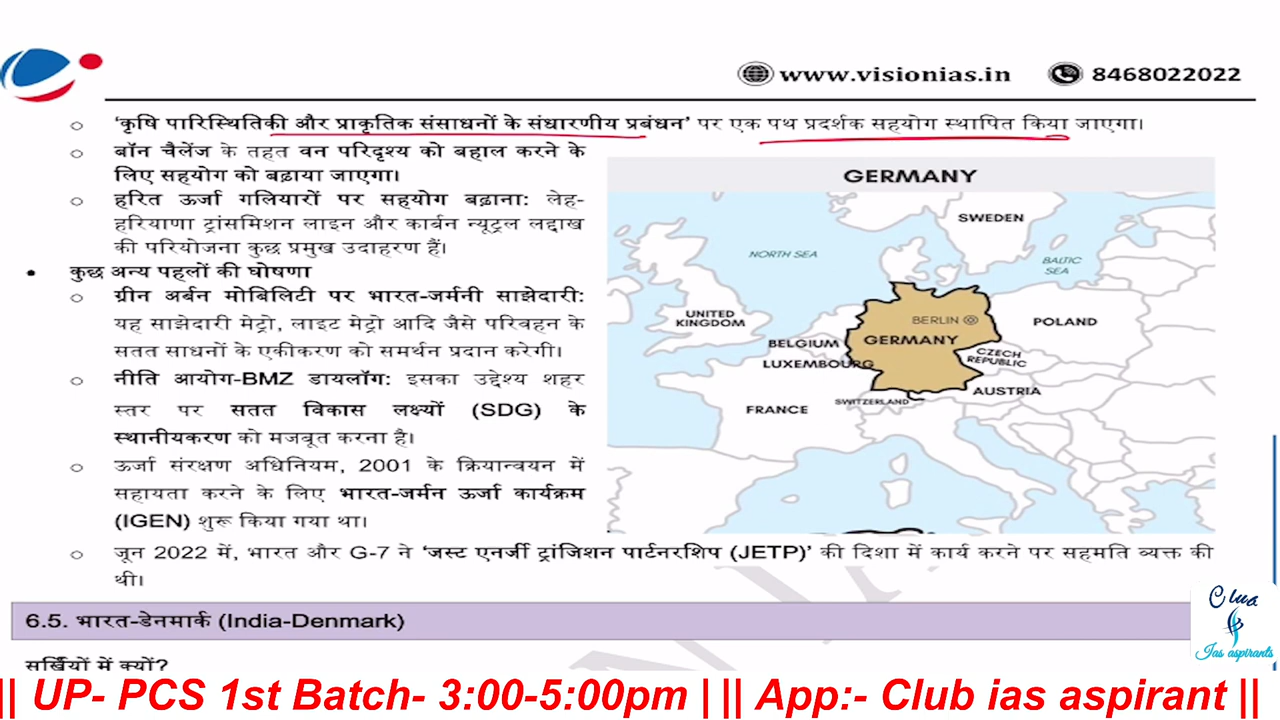 www.visionias.in 8468022022
○ ‘कृषि पारिस्थितिकी और प्राकृतिक संसाधनों के संधारणीय प्रबंधन’ पर एक पथ प्रदर्शक सहयोग स्थापित किया जाएगा।
○ बॉन चैलेंज के तहत वन परिदृश्य को बहाल करने के
लिए सहयोग को बढ़ाया जाएगा।
○ हरित ऊर्जा गलियारों पर सहयोग बढ़ाना: लेह-
हरियाणा ट्रांसमिशन लाइन और कार्बन न्यूट्रल लद्दाख
की परियोजना कुछ प्रमुख उदाहरण हैं।
• कुछ अन्य पहलों की घोषणा
○ ग्रीन अर्बन मोबिलिटी पर भारत-जर्मनी साझेदारी:
यह साझेदारी मेट्रो, लाइट मेट्रो आदि जैसे परिवहन के
सतत साधनों के एकीकरण को समर्थन प्रदान करेगी।
○ नीति आयोग-BMZ डायलॉग: इसका उद्देश्य शहर
स्तर पर सतत विकास लक्ष्यों (SDG) के
स्थानीयकरण को मजबूत करना है।
○ ऊर्जा संरक्षण अधिनियम, 2001 के क्रियान्वयन में
सहायता करने के लिए भारत-जर्मन ऊर्जा कार्यक्रम
(IGEN) शुरू किया गया था।
GERMANY
SWEDEN
NORTH SEA
BALTIC
SEA
UNITED
KINGDOM
BERLIN
POLAND
BELGIUM
GERMANY
LUXEMBOURG
CZECH
REPUBLIC
AUSTRIA
SWITZERLAND
FRANCE
○ जून 2022 में, भारत और G-7 ने ‘जस्ट एनर्जी ट्रांजिशन पार्टनरशिप (JETP)’ की दिशा में कार्य करने पर सहमति व्यक्त की
थी।
6.5. भारत-डेनमार्क (India-Denmark)
सुर्ख़ियों में क्यों?
Club
Ias aspirants
|| UP- PCS 1st Batch- 3:00-5:00pm | || App:- Club ias aspirant ||